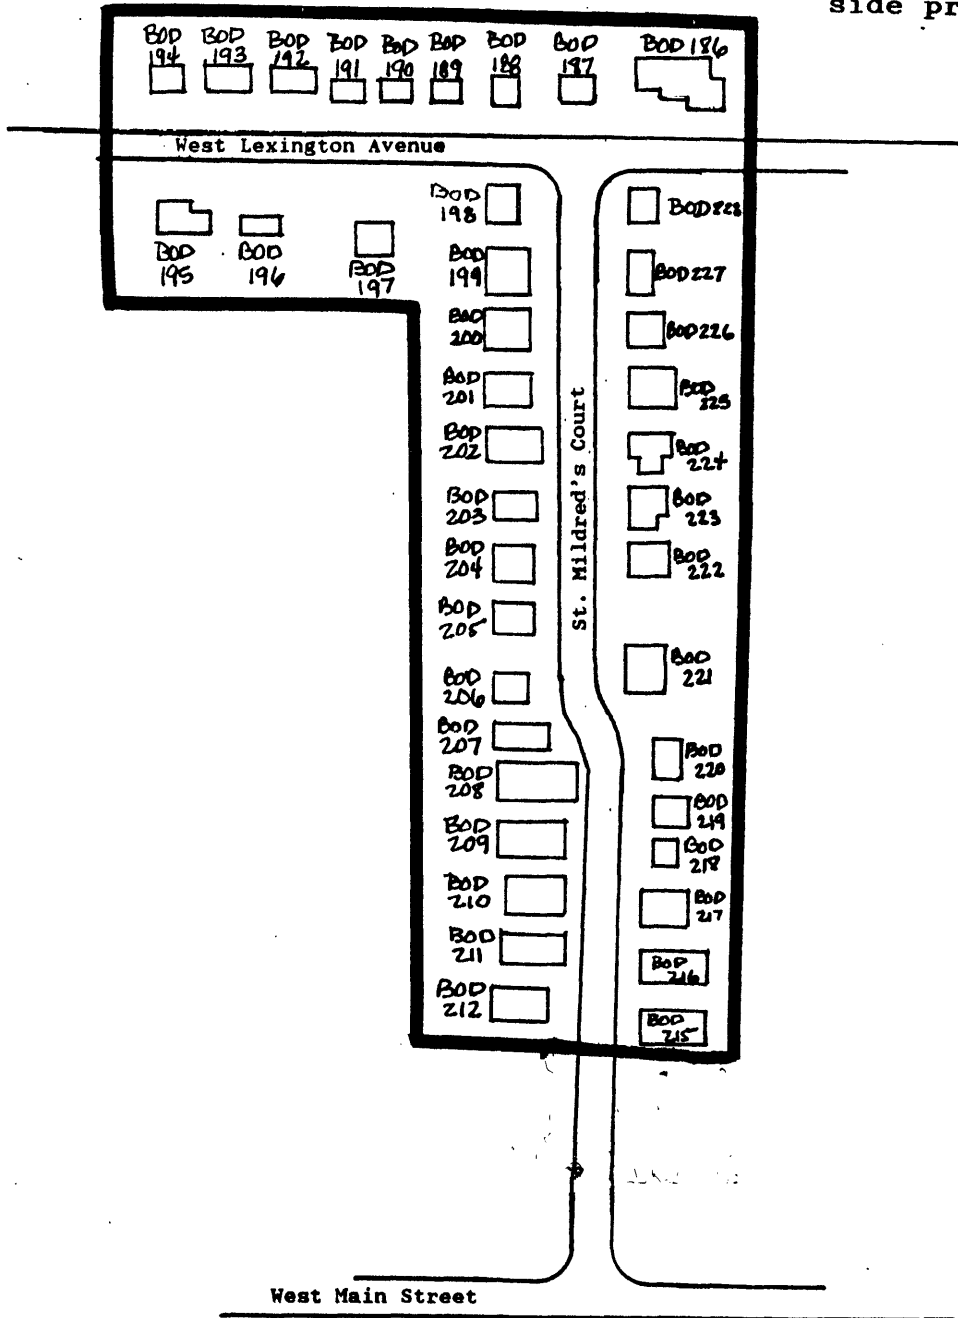 side pr
BOD
194
BOD
193
BOD
192
BOD
191
BOD
190
BOD
189
BOD
188
BOD
187
BOD 186
West Lexington Avenue
BOD
195
BOD
196
BOD
197
BOD
198
BOD
199
BOD
200
BOD
201
BOD
202
BOD
203
BOD
204
BOD
205
BOD
206
BOD
207
BOD
208
BOD
209
BOD
210
BOD
211
BOD
212
St. Mildred's Court
BOD 228
BOD 227
BOD 226
BOD
225
BOD
224
BOD
223
BOD
222
BOD
221
BOD
220
BOD
219
BOD
218
BOD
217
BOD
216
BOD
215
West Main Street